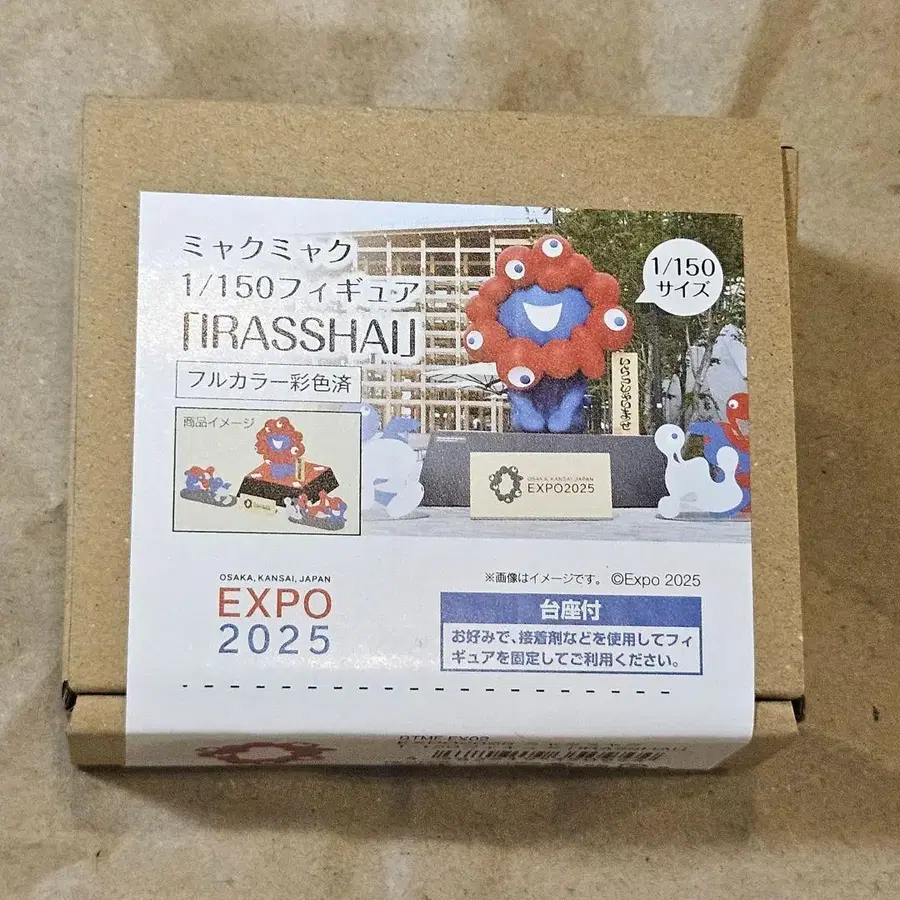 ミャクミャク
1/150フィギュア
「IRASSHAI」
フルカラー彩色済
1/150
サイズ
いらっしゃいませ
商品イメージ
OSAKA, KANSAI, JAPAN
EXPO2025
OSAKA, KANSAI, JAPAN
EXPO
2025
※画像はイメージです。 ©Expo 2025
台座付
お好みで、接着剤などを使用してフィ
ギュアを固定してご利用ください。